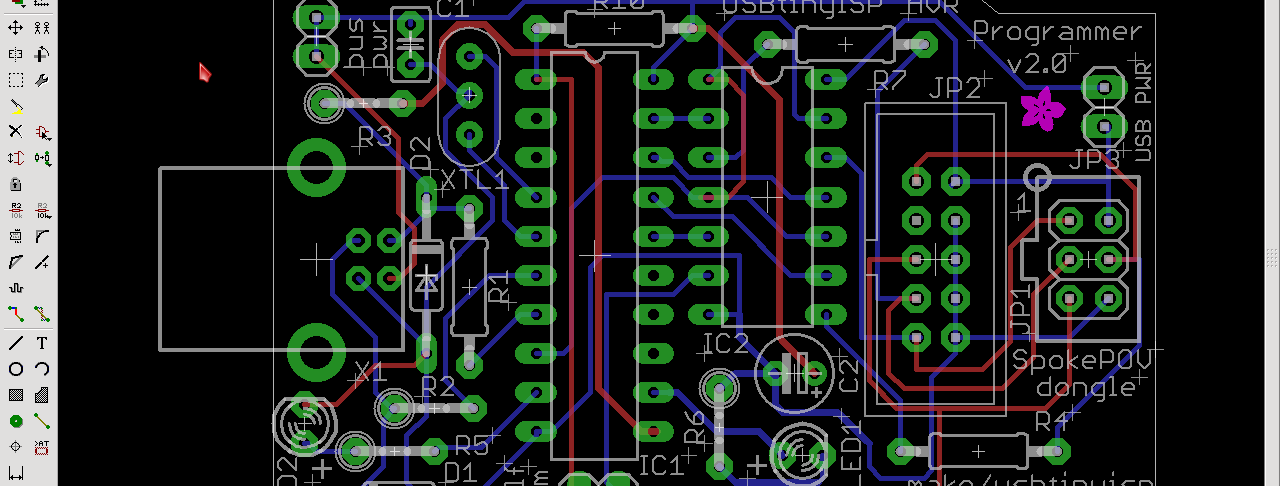 C1
R10
USBtinyISP AVR
Programmer
v2.0
Bus
Pwr
R7
JP2
USB PWR
R3
D2
XTL1
JP3
1
R1
JP1
IC2
C2
SpokePOV
dongle
X1
R2
R6
R4
R5
D1
IC1
LED1
D2
make/usbtinyisp